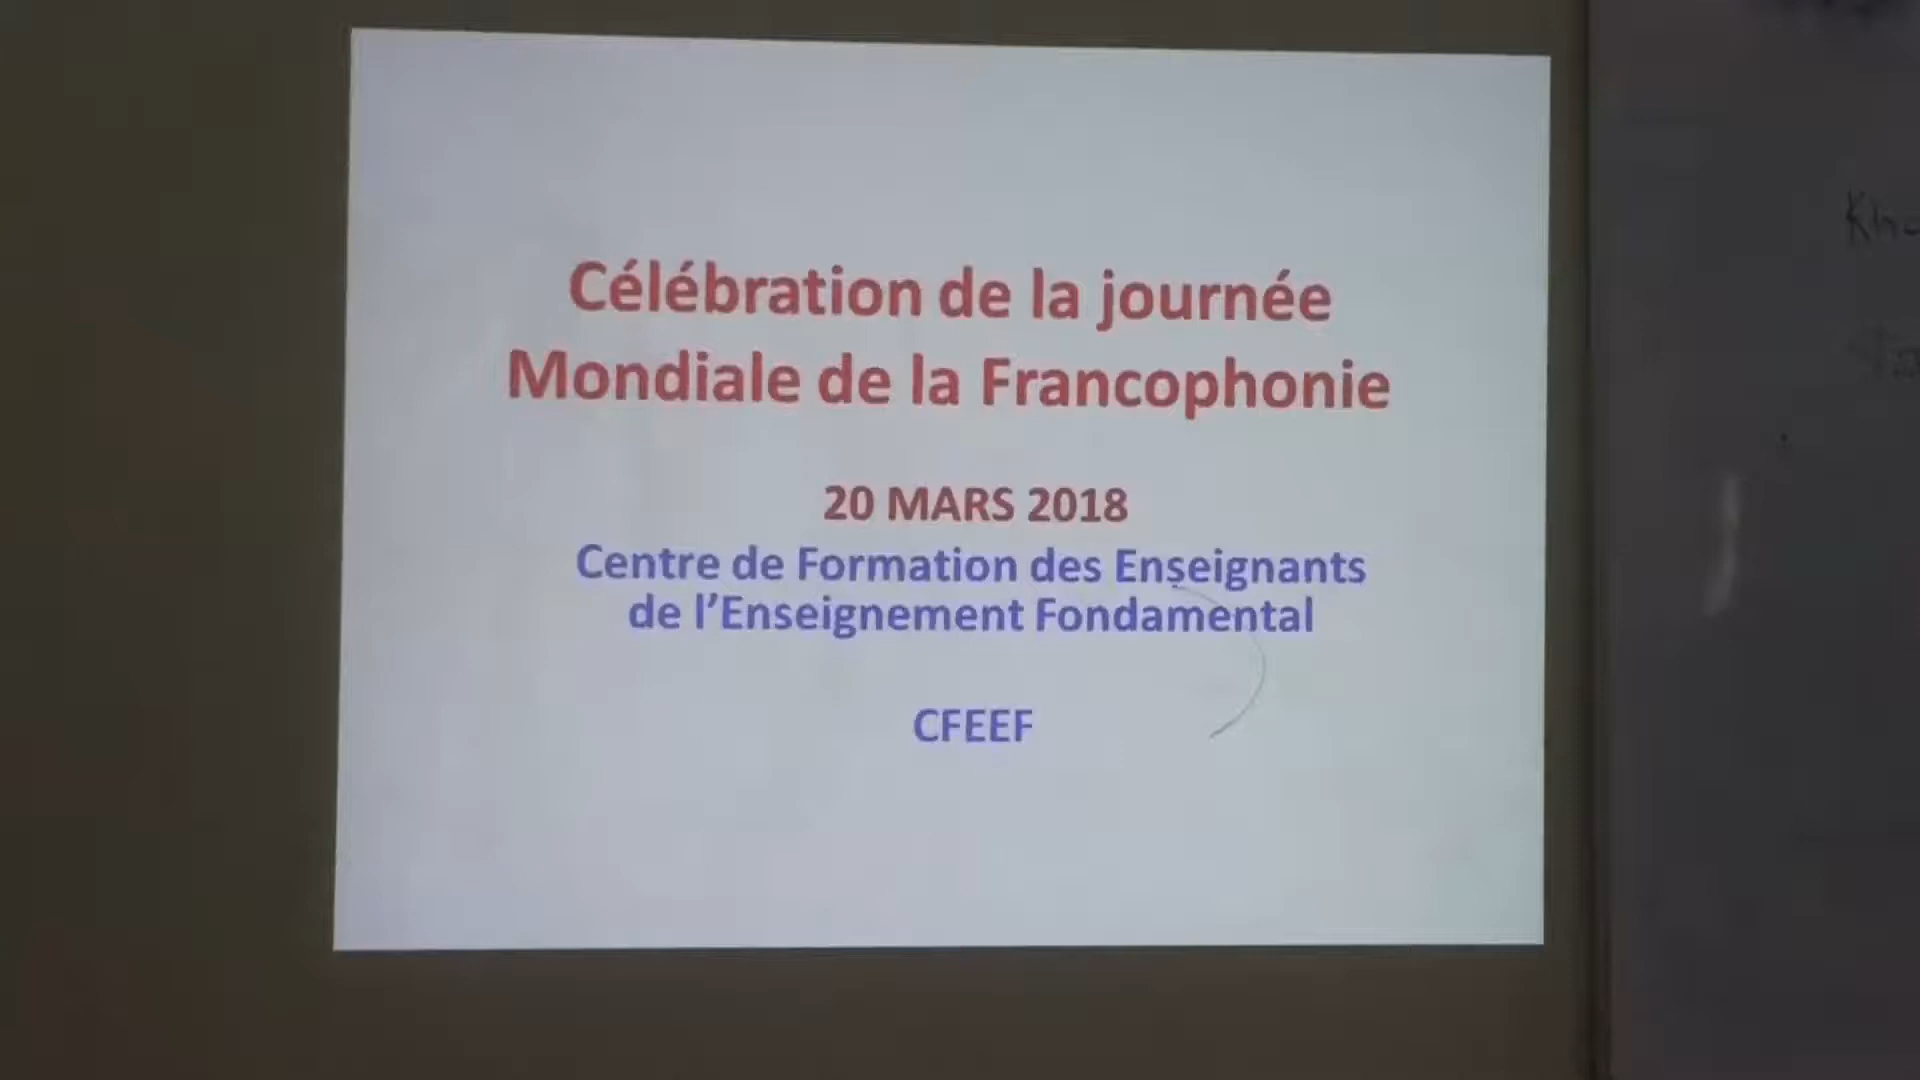 Célébration de la journée
Mondiale de la Francophonie
20 MARS 2018
Centre de Formation des Enseignants
de l'Enseignement Fondamental
CFEEF